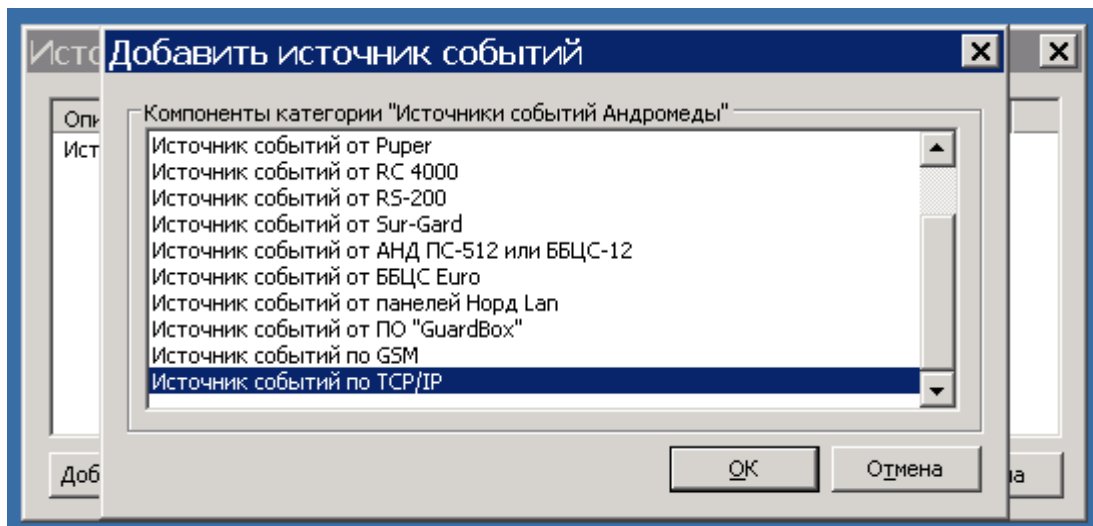 Добавить источник событий
Компоненты категории "Источники событий Андромеды"
Источник событий от Puper
Источник событий от RC 4000
Источник событий от RS-200
Источник событий от Sur-Gard
Источник событий от АНД ПС-512 или ББЦС-12
Источник событий от ББЦС Euro
Источник событий от панелей Норд Lan
Источник событий от ПО "GuardBox"
Источник событий по GSM
Источник событий по TCP/IP
ОК
Отмена